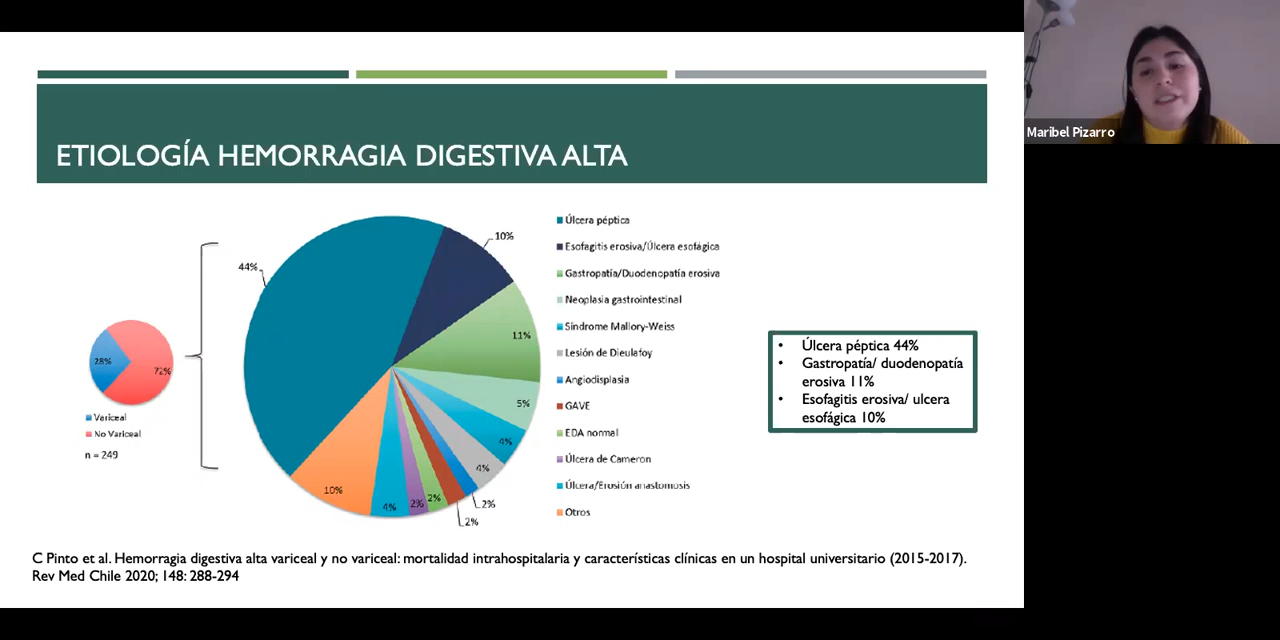 ETIOLOGÍA HEMORRAGIA DIGESTIVA ALTA
Maribel Pizarro
28%
72%
Variceal
No Variceal
n = 249
44%
10%
11%
5%
4%
4%
2%
2%
2%
2%
4%
10%
Úlcera péptica
Esofagitis erosiva/Úlcera esofágica
Gastropatía/Duodenopatía erosiva
Neoplasia gastrointestinal
Síndrome Mallory-Weiss
Lesión de Dieulafoy
Angiodisplasia
GAVE
EDA normal
Úlcera de Cameron
Úlcera/Erosión anastomosis
Otros
• Úlcera péptica 44%
• Gastropatía/ duodenopatía
erosiva 11%
• Esofagitis erosiva/ ulcera
esofágica 10%
C Pinto et al. Hemorragia digestiva alta variceal y no variceal: mortalidad intrahospitalaria y características clínicas en un hospital universitario (2015-2017).
Rev Med Chile 2020; 148: 288-294